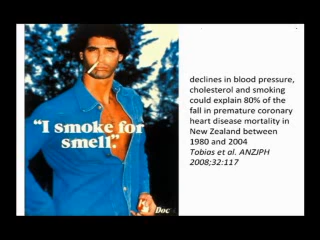 "I smoke for
smell."
Doc
declines in blood pressure,
cholesterol and smoking
could explain 80% of the
fall in premature coronary
heart disease mortality in
New Zealand between
1980 and 2004
Tobias et al. ANZJPH
2008;32:117